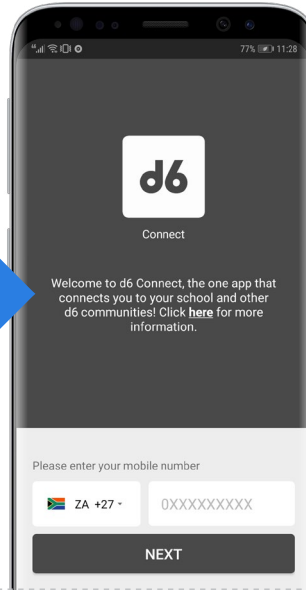 77% 11:28
d6
Connect
Welcome to d6 Connect, the one app that
connects you to your school and other
d6 communities! Click here for more
information.
Please enter your mobile number
ZA +27
0XXXXXXXXX
NEXT